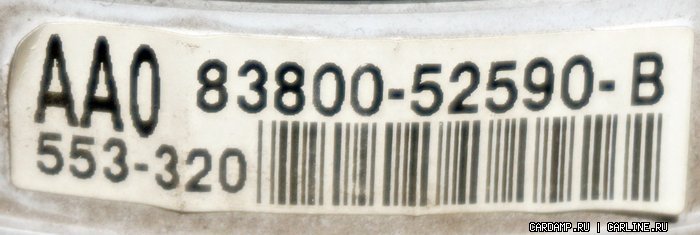 AA0 83800-52590-B
553-320
CARDAMP.RU | CARLINE.RU